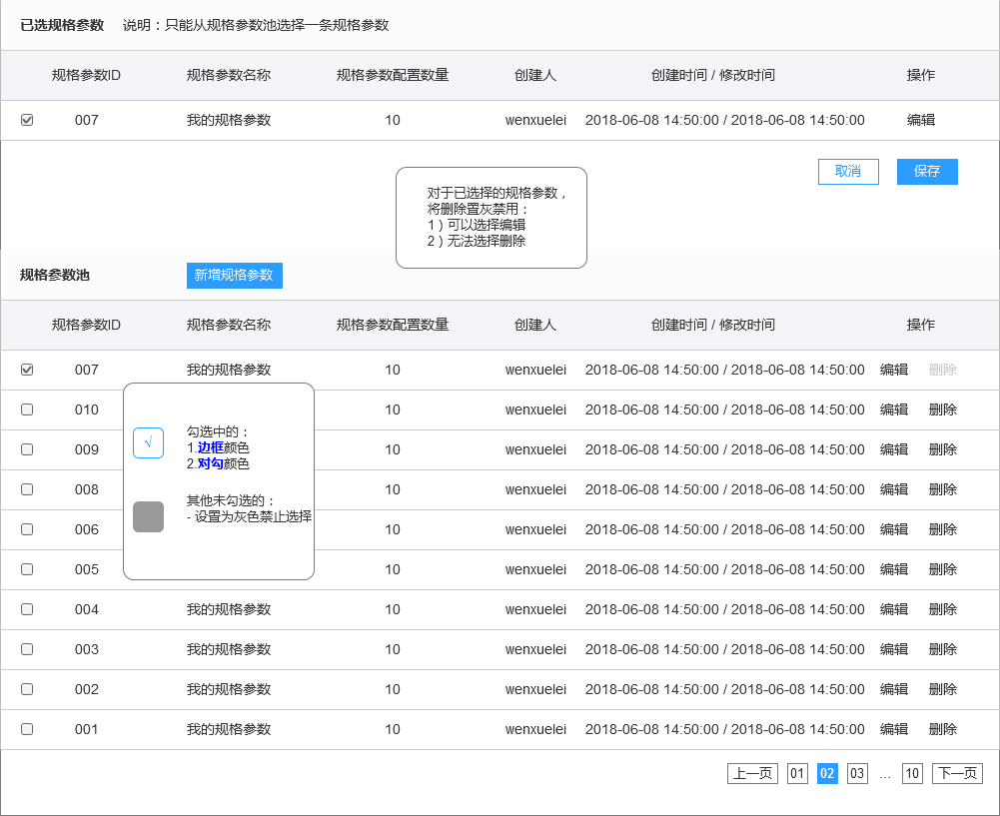 已选规格参数 说明：只能从规格参数池选择一条规格参数
规格参数ID 规格参数名称 规格参数配置数量 创建人 创建时间 / 修改时间 操作
007 我的规格参数 10 wenxuelei 2018-06-08 14:50:00 / 2018-06-08 14:50:00 编辑
取消 保存
对于已选择的规格参数，
将删除置灰禁用：
1）可以选择编辑
2）无法选择删除
规格参数池 新增规格参数
规格参数ID 规格参数名称 规格参数配置数量 创建人 创建时间 / 修改时间 操作
007 我的规格参数 10 wenxuelei 2018-06-08 14:50:00 / 2018-06-08 14:50:00 编辑 删除
010 10 wenxuelei 2018-06-08 14:50:00 / 2018-06-08 14:50:00 编辑 删除
009 10 wenxuelei 2018-06-08 14:50:00 / 2018-06-08 14:50:00 编辑 删除
008 10 wenxuelei 2018-06-08 14:50:00 / 2018-06-08 14:50:00 编辑 删除
006 10 wenxuelei 2018-06-08 14:50:00 / 2018-06-08 14:50:00 编辑 删除
005 10 wenxuelei 2018-06-08 14:50:00 / 2018-06-08 14:50:00 编辑 删除
√
勾选中的：
1.边框颜色
2.对勾颜色
其他未勾选的：
- 设置为灰色禁止选择
004 我的规格参数 10 wenxuelei 2018-06-08 14:50:00 / 2018-06-08 14:50:00 编辑 删除
003 我的规格参数 10 wenxuelei 2018-06-08 14:50:00 / 2018-06-08 14:50:00 编辑 删除
002 我的规格参数 10 wenxuelei 2018-06-08 14:50:00 / 2018-06-08 14:50:00 编辑 删除
001 我的规格参数 10 wenxuelei 2018-06-08 14:50:00 / 2018-06-08 14:50:00 编辑 删除
上一页 01 02 03 ... 10 下一页